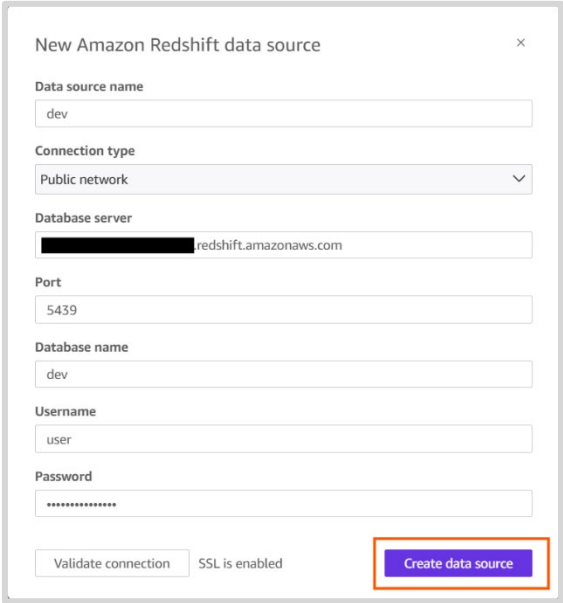 New Amazon Redshift data source
×
Data source name
dev
Connection type
Public network
Database server
.redshift.amazonaws.com
Port
5439
Database name
dev
Username
user
Password
•••••••••••••••
Validate connection SSL is enabled Create data source